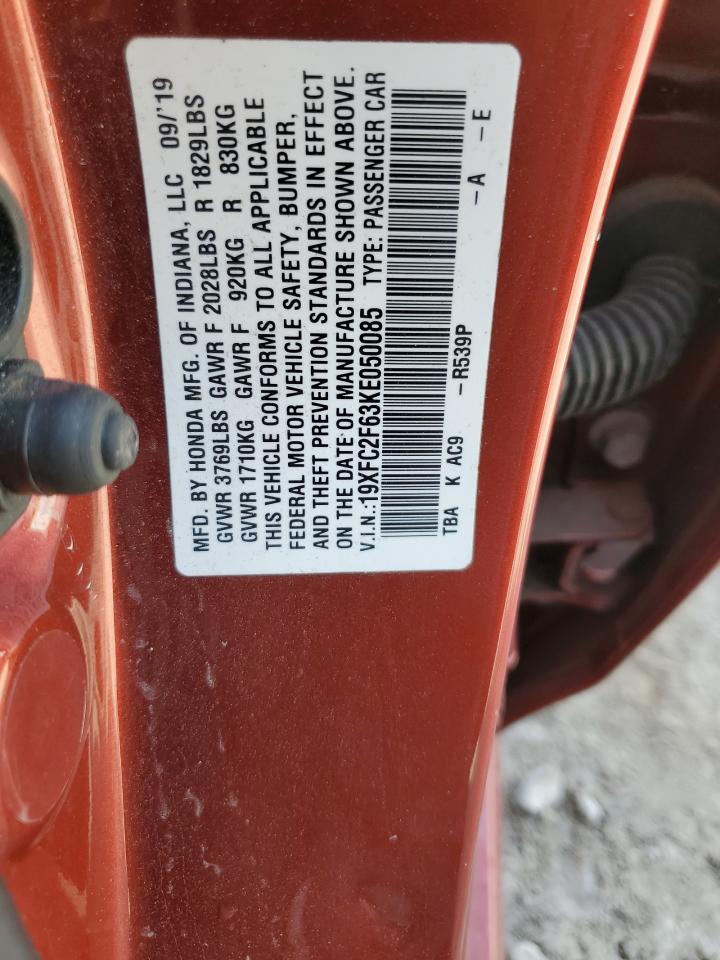 MFD. BY HONDA MFG. OF INDIANA, LLC 09/'19
GVWR 3769LBS GAWR F 2028LBS R 1829LBS
GVWR 1710KG GAWR F 920KG R 830KG
THIS VEHICLE CONFORMS TO ALL APPLICABLE
FEDERAL MOTOR VEHICLE SAFETY, BUMPER,
AND THEFT PREVENTION STANDARDS IN EFFECT
ON THE DATE OF MANUFACTURE SHOWN ABOVE.
V.I.N.:19XFC2F63KE050085 TYPE: PASSENGER CAR
TBA K AC9 -R539P -A -E